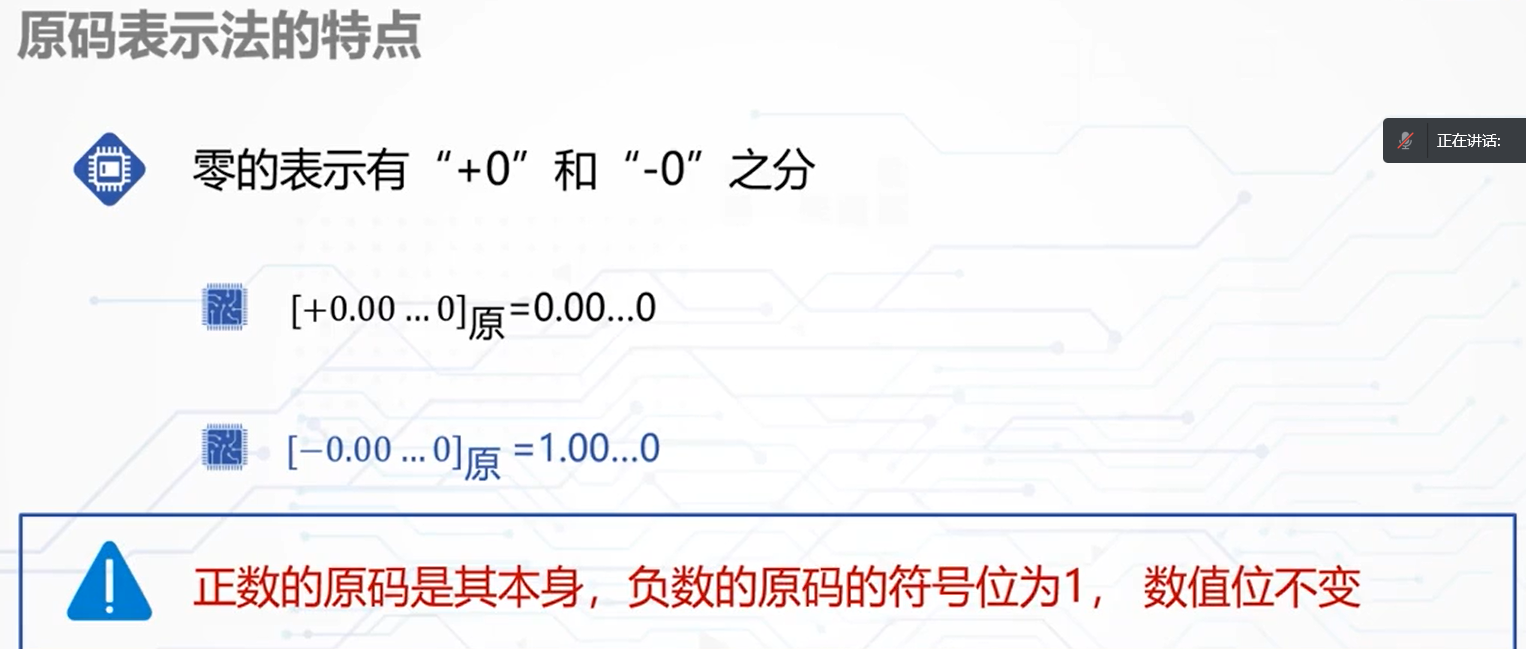 原码表示法的特点
正在讲话:
零的表示有“+0”和“-0”之分
[+0.00 … 0]原=0.00...0
[−0.00 … 0]原 =1.00...0
正数的原码是其本身，负数的原码的符号位为1， 数值位不变